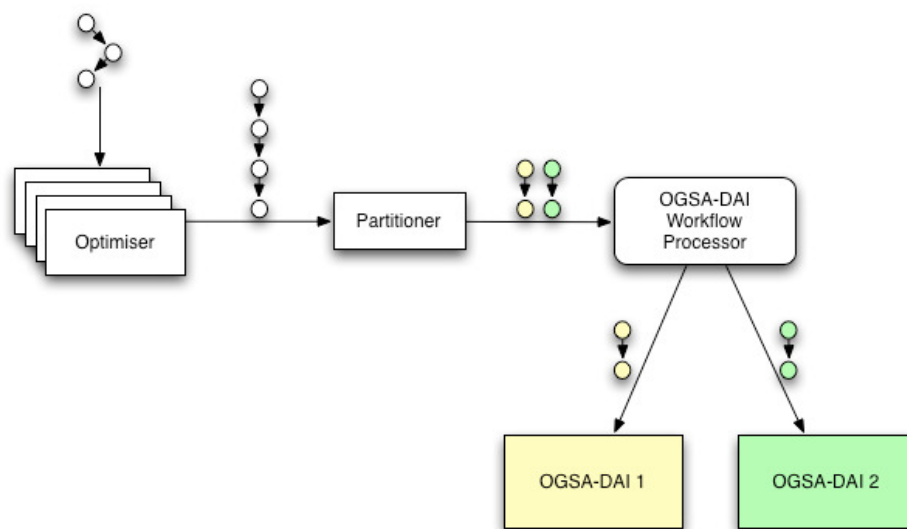 Optimiser
Partitioner
OGSA-DAI
Workflow
Processor
OGSA-DAI 1
OGSA-DAI 2